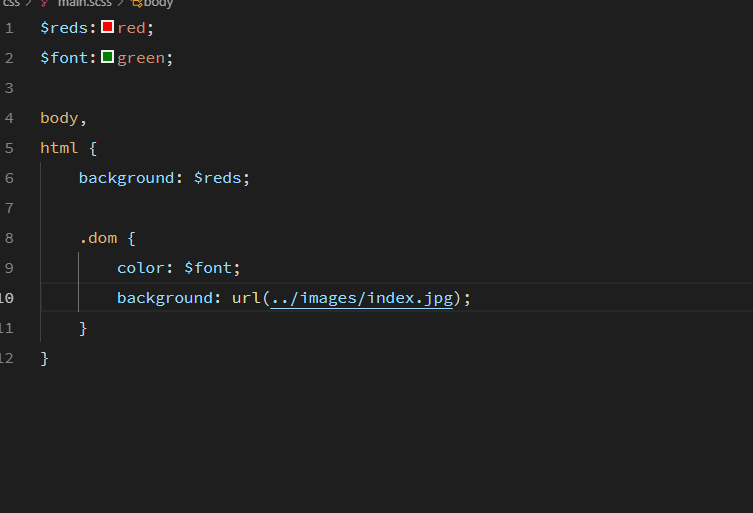 css > main.scss > body
1 $reds: red;
2 $font: green;
3
4 body,
5 html {
6     background: $reds;
7
8     .dom {
9         color: $font;
10         background: url(../images/index.jpg);
11     }
12 }